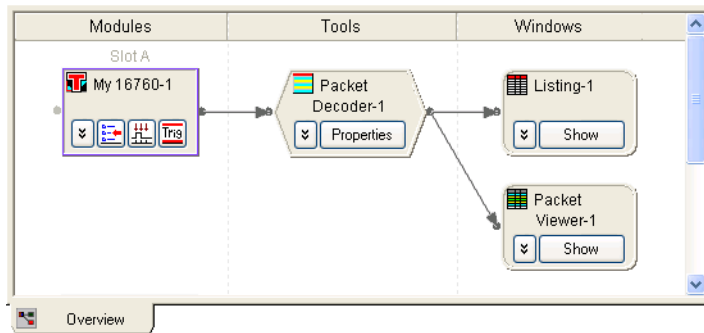 Modules Tools Windows
Slot A
My 16760-1
Trig
Packet
Decoder-1
Properties
Listing-1
Show
Packet
Viewer-1
Show
Overview